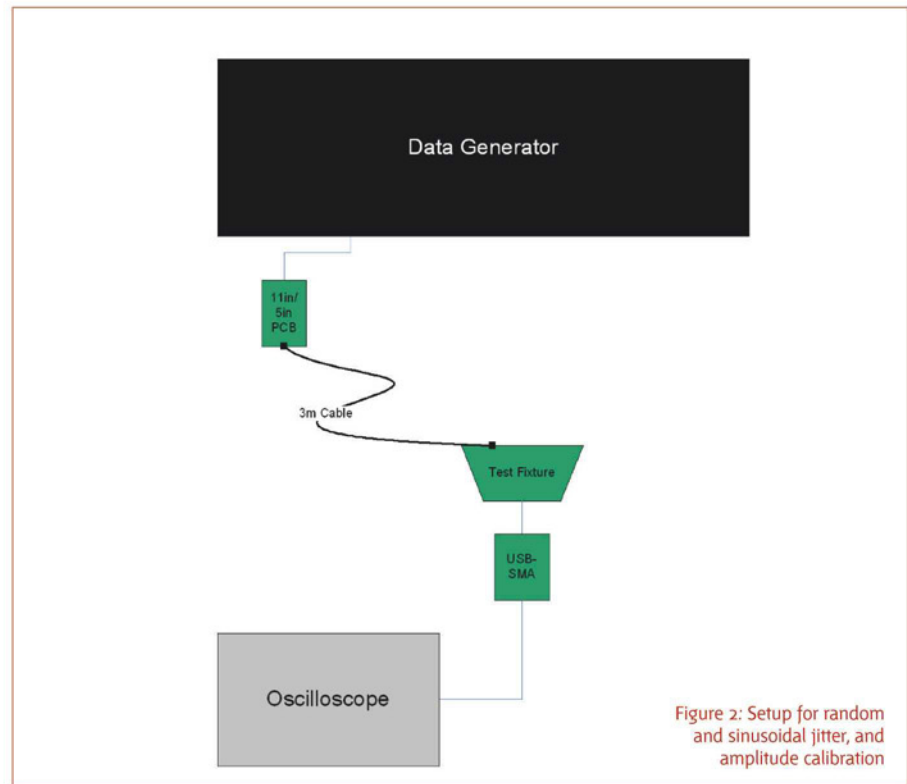 Data Generator
11in/
5in
PCB
3m Cable
Test Fixture
USB-
SMA
Oscilloscope
Figure 2: Setup for random
and sinusoidal jitter, and
amplitude calibration